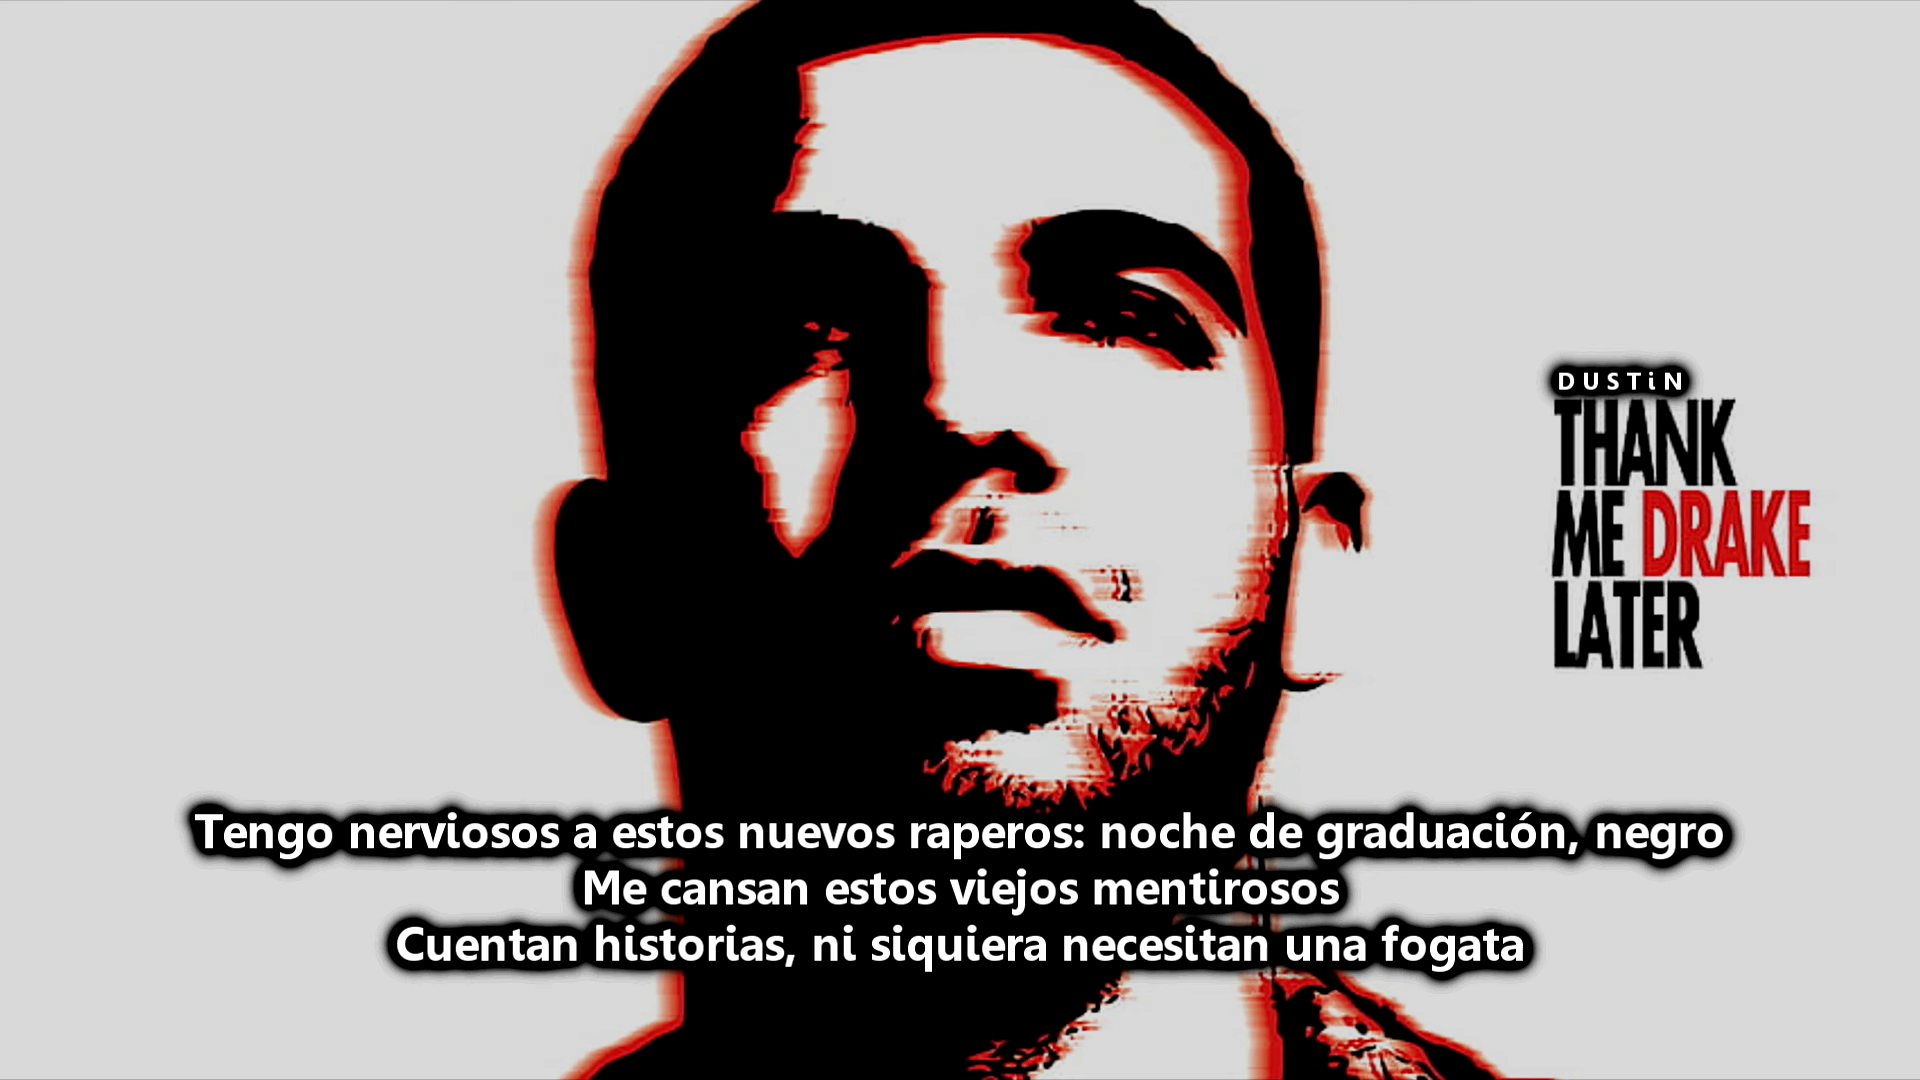 DUSTiN
THANK
ME DRAKE
LATER
Tengo nerviosos a estos nuevos raperos: noche de graduación, negro
Me cansan estos viejos mentirosos
Cuentan historias, ni siquiera necesitan una fogata